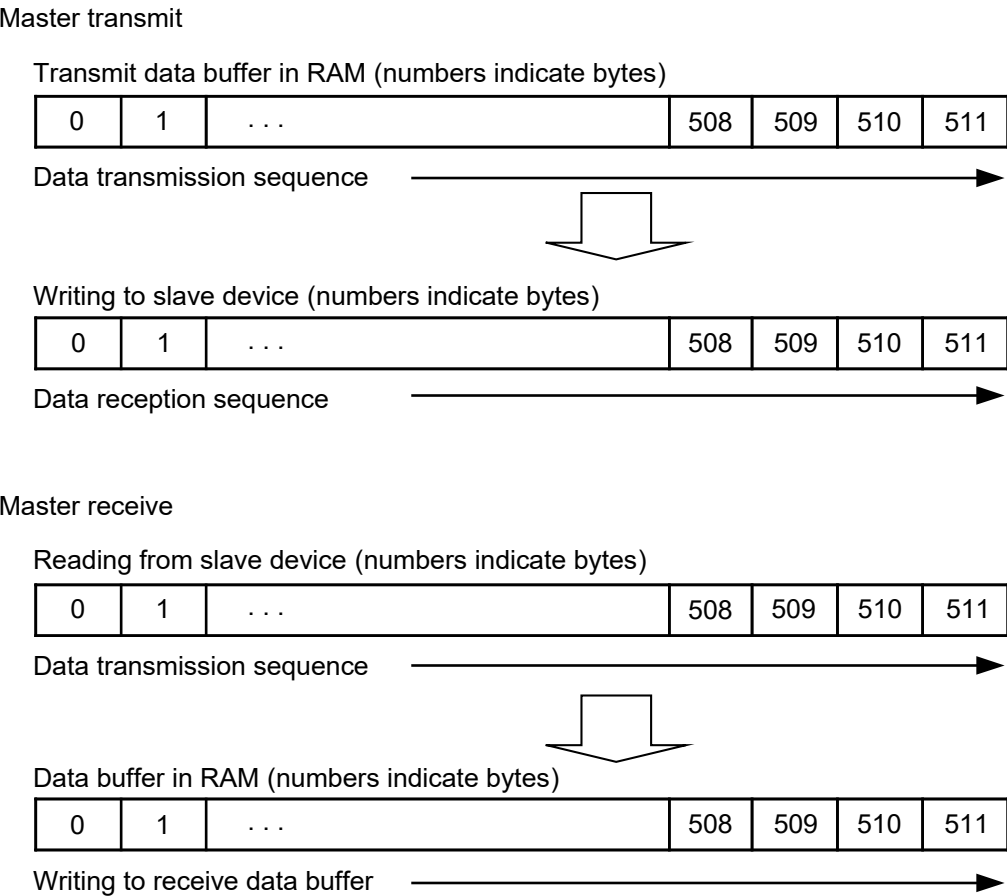 Master transmit
Transmit data buffer in RAM (numbers indicate bytes)
0 1 . . . 508 509 510 511
Data transmission sequence
Writing to slave device (numbers indicate bytes)
0 1 . . . 508 509 510 511
Data reception sequence
Master receive
Reading from slave device (numbers indicate bytes)
0 1 . . . 508 509 510 511
Data transmission sequence
Data buffer in RAM (numbers indicate bytes)
0 1 . . . 508 509 510 511
Writing to receive data buffer